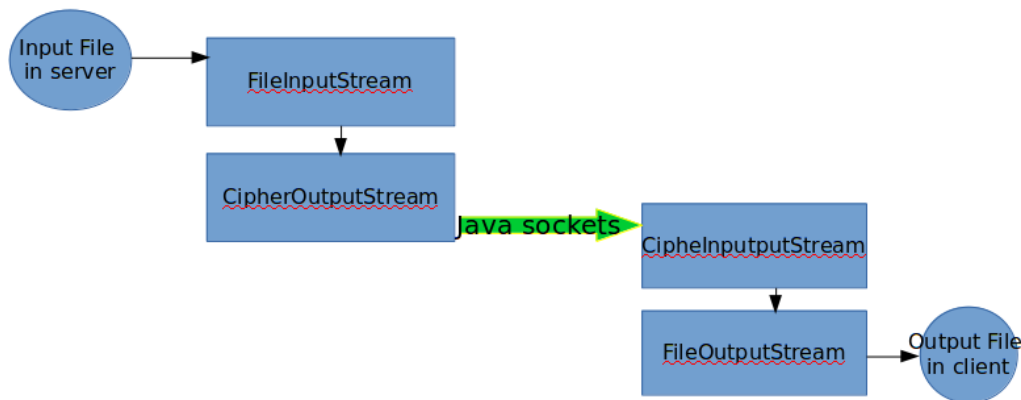 Input File
in server
FileInputStream
CipherOutputStream
Java sockets
CipheInputputStream
FileOutputStream
Output File
in client